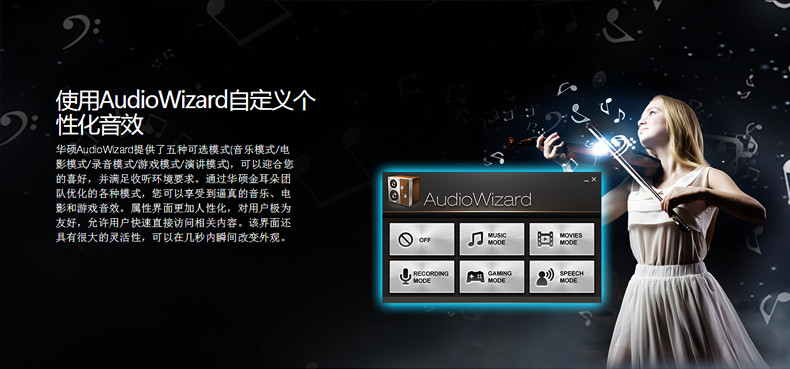 使用AudioWizard自定义个
性化音效
华硕AudioWizard提供了五种可选模式(音乐模式/电
影模式/录音模式/游戏模式/演讲模式)，可以迎合您
的喜好，并满足收听环境要求。通过华硕金耳朵团
队优化的各种模式，您可以享受到逼真的音乐、电
影和游戏音效。属性界面更加人性化，对用户极为
友好，允许用户快速直接访问相关内容。该界面还
具有很大的灵活性，可以在几秒内瞬间改变外观。
AudioWizard
OFF
MUSIC
MODE
MOVIES
MODE
RECORDING
MODE
GAMING
MODE
SPEECH
MODE